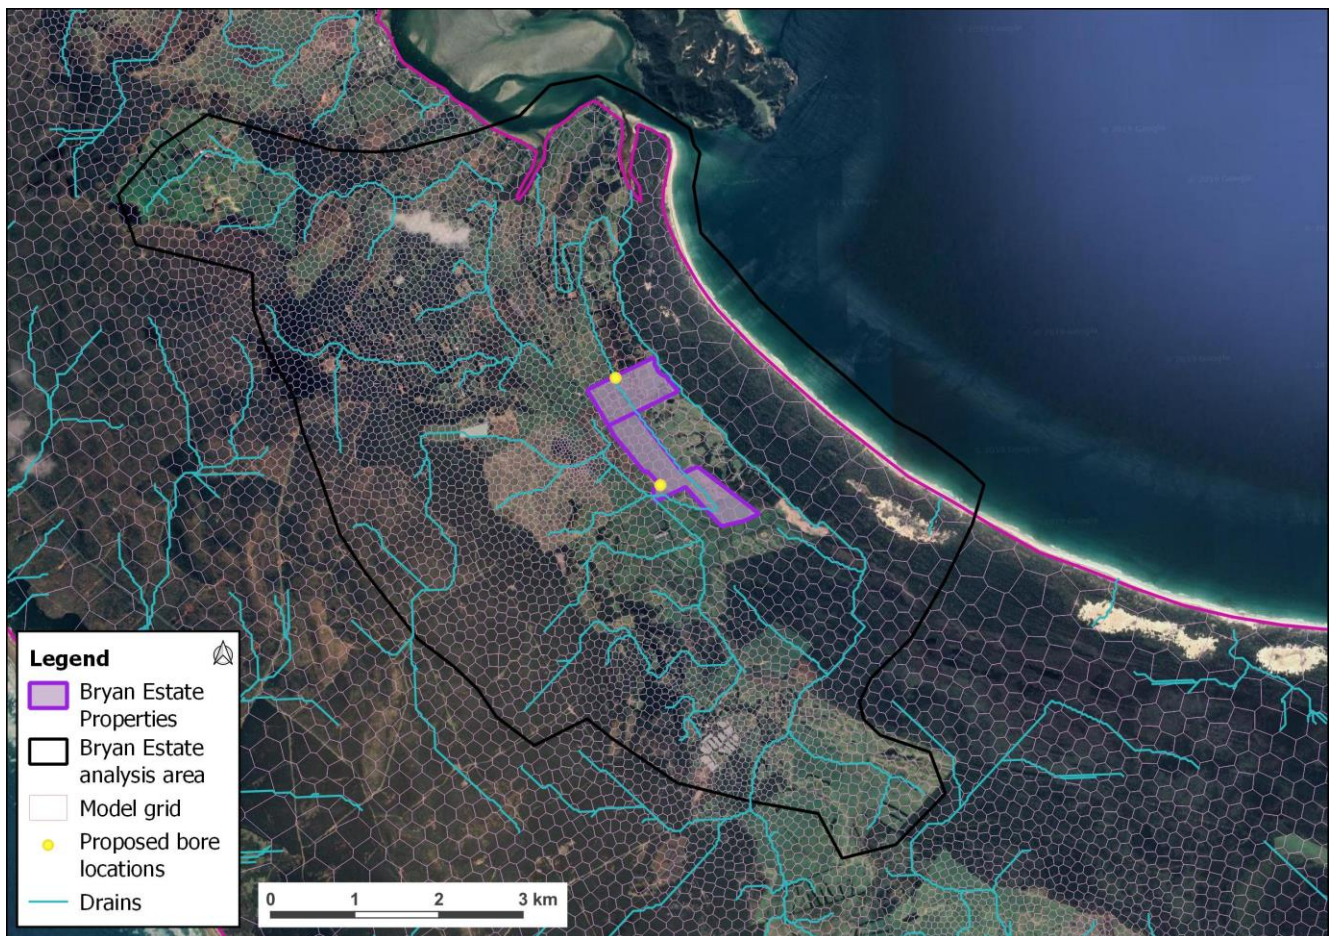 Legend
Bryan Estate
Properties
Bryan Estate
analysis area
Model grid
Proposed bore
locations
Drains
0 1 2 3 km